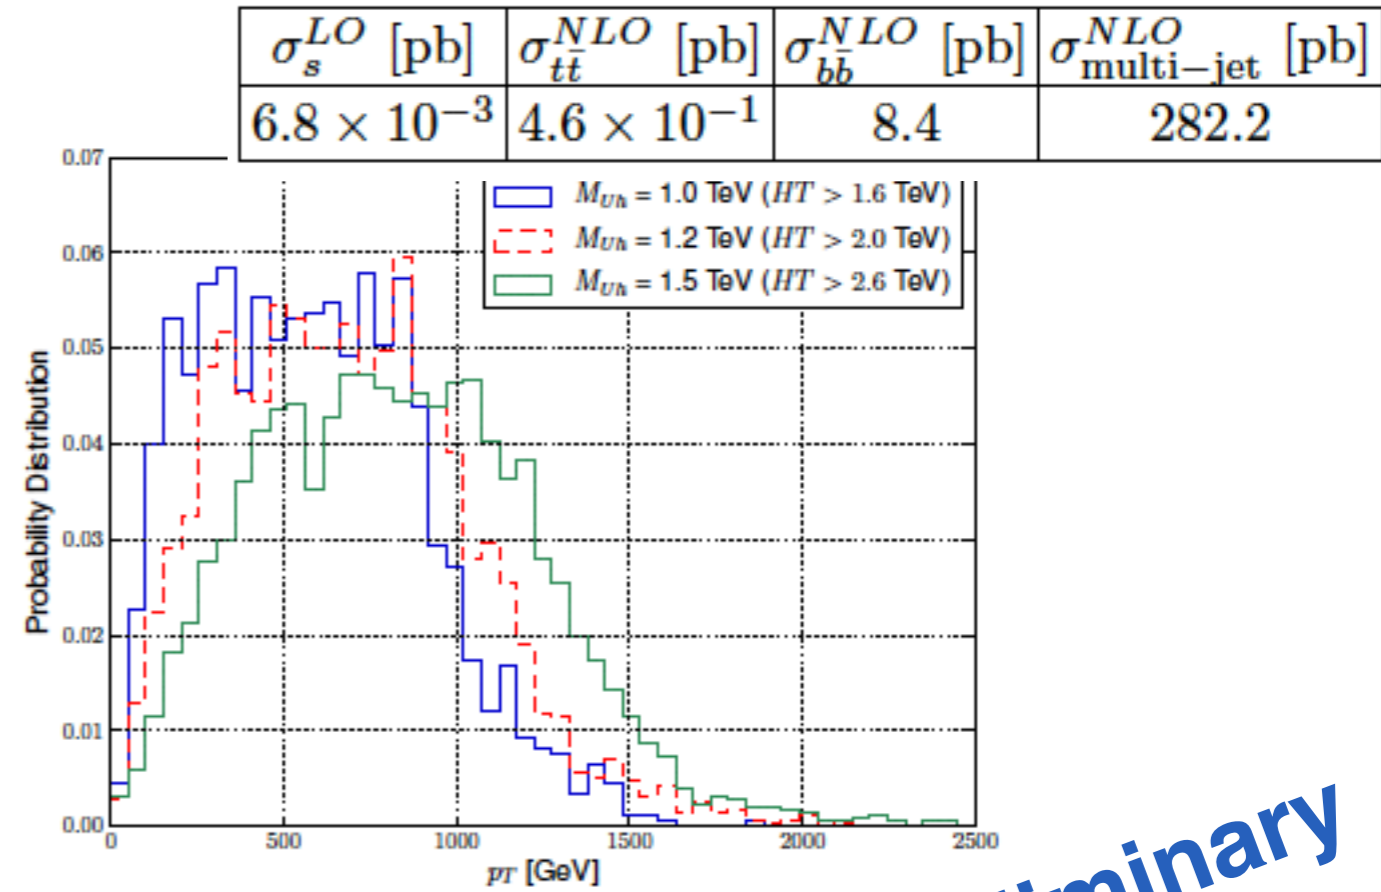 σ_s^{LO} [pb] σ_{tt̄}^{NLO} [pb] σ_{bb̄}^{NLO} [pb] σ_{multi−jet}^{NLO} [pb]
6.8 × 10^{−3} 4.6 × 10^{−1} 8.4 282.2
M_{Uh} = 1.0 TeV (HT > 1.6 TeV)
M_{Uh} = 1.2 TeV (HT > 2.0 TeV)
M_{Uh} = 1.5 TeV (HT > 2.6 TeV)
0.07
0.06
0.05
0.04
0.03
0.02
0.01
0.00
Probability Distribution
0 500 1000 1500 2000 2500
p_T [GeV]